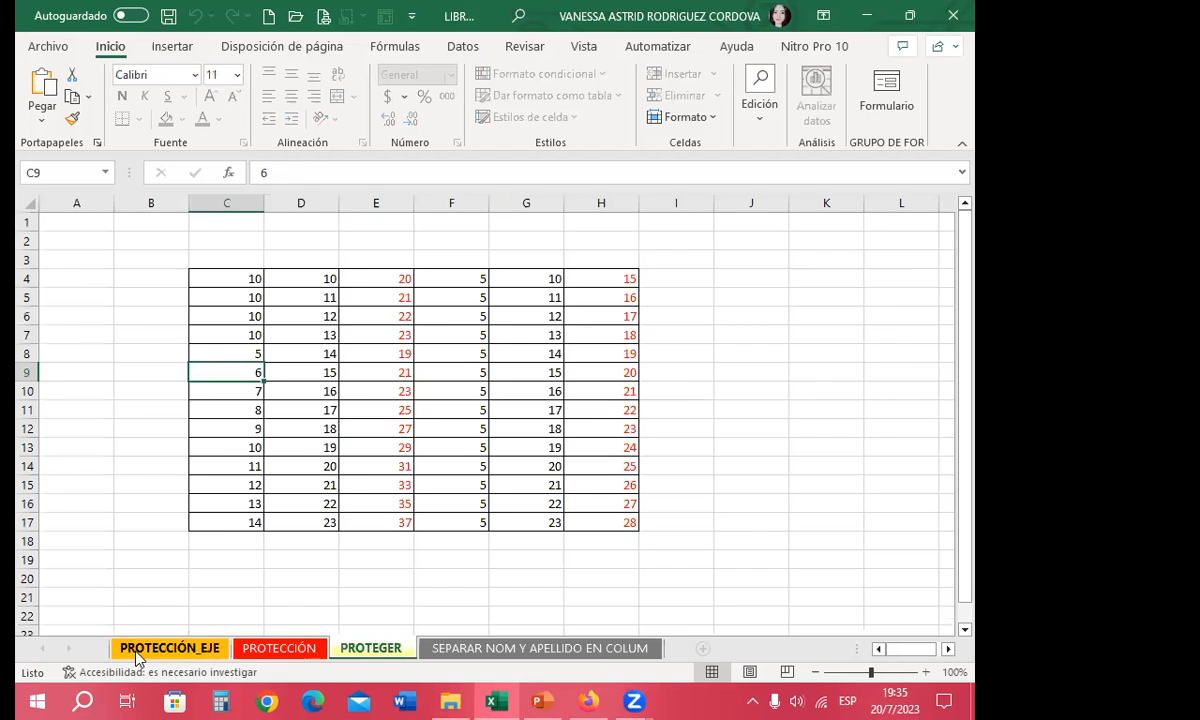 Autoguardado LIBR... VANESSA ASTRID RODRIGUEZ CORDOVA
Archivo Inicio Insertar Disposición de página Fórmulas Datos Revisar Vista Automatizar Ayuda Nitro Pro 10
Calibri 11 General Formato condicional Insertar
Pegar N K S A A $ % 000 Dar formato como tabla Eliminar Edición Analizar datos Formulario
A Estilos de celda Formato
Portapapeles Fuente Alineación Número Estilos Celdas Análisis GRUPO DE FOR
C9 fx 6
A B C D E F G H I J K L
1
2
3
4 10 10 20 5 10 15
5 10 11 21 5 11 16
6 10 12 22 5 12 17
7 10 13 23 5 13 18
8 5 14 19 5 14 19
9 6 15 21 5 15 20
10 7 16 23 5 16 21
11 8 17 25 5 17 22
12 9 18 27 5 18 23
13 10 19 29 5 19 24
14 11 20 31 5 20 25
15 12 21 33 5 21 26
16 13 22 35 5 22 27
17 14 23 37 5 23 28
18
19
20
21
22
23
PROTECCIÓN_EJE PROTECCIÓN PROTEGER SEPARAR NOM Y APELLIDO EN COLUM
Listo Accesibilidad: es necesario investigar 100%
ESP 19:35
20/7/2023